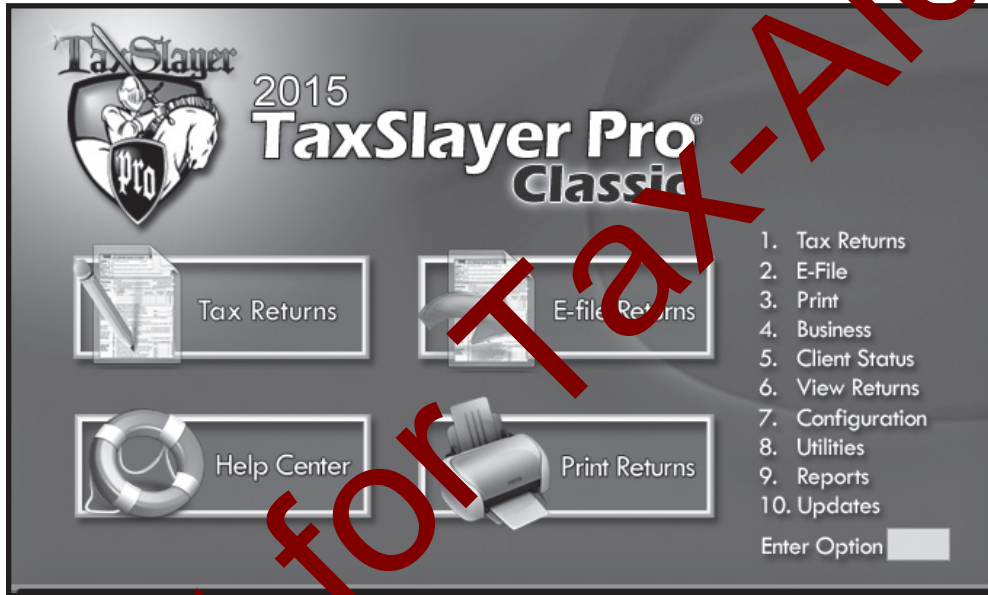 TaxSlayer
Pro
2015
TaxSlayer Pro®
Classic
Tax Returns
E-file Returns
Help Center
Print Returns
1. Tax Returns
2. E-File
3. Print
4. Business
5. Client Status
6. View Returns
7. Configuration
8. Utilities
9. Reports
10. Updates
Enter Option
for Tax-